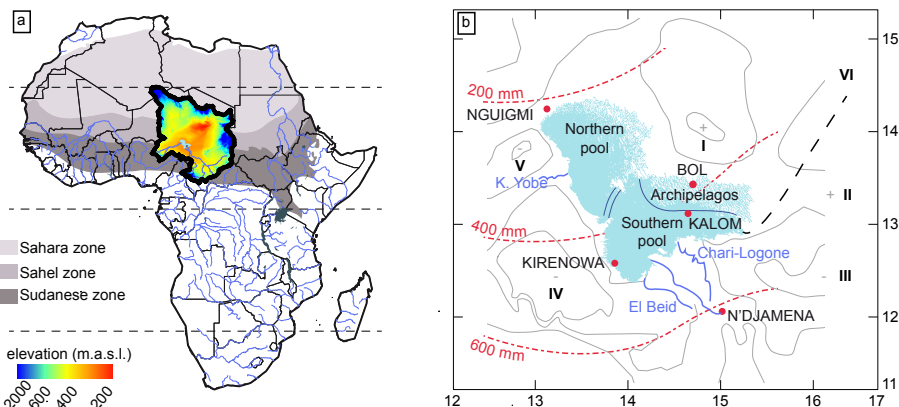 a
Sahara zone
Sahel zone
Sudanese zone
elevation (m.a.s.l.)
2000
600
400
200
b
15
14
13
12
11
12
13
14
15
16
17
200 mm
NGUIGMI
Northern
pool
I
VI
V
K. Yobe
BOL
Archipelagos
II
Southern
pool
KALOM
400 mm
KIRENOWA
Chari-Logone
III
IV
El Beid
N'DJAMENA
600 mm
+
+
-
-
-